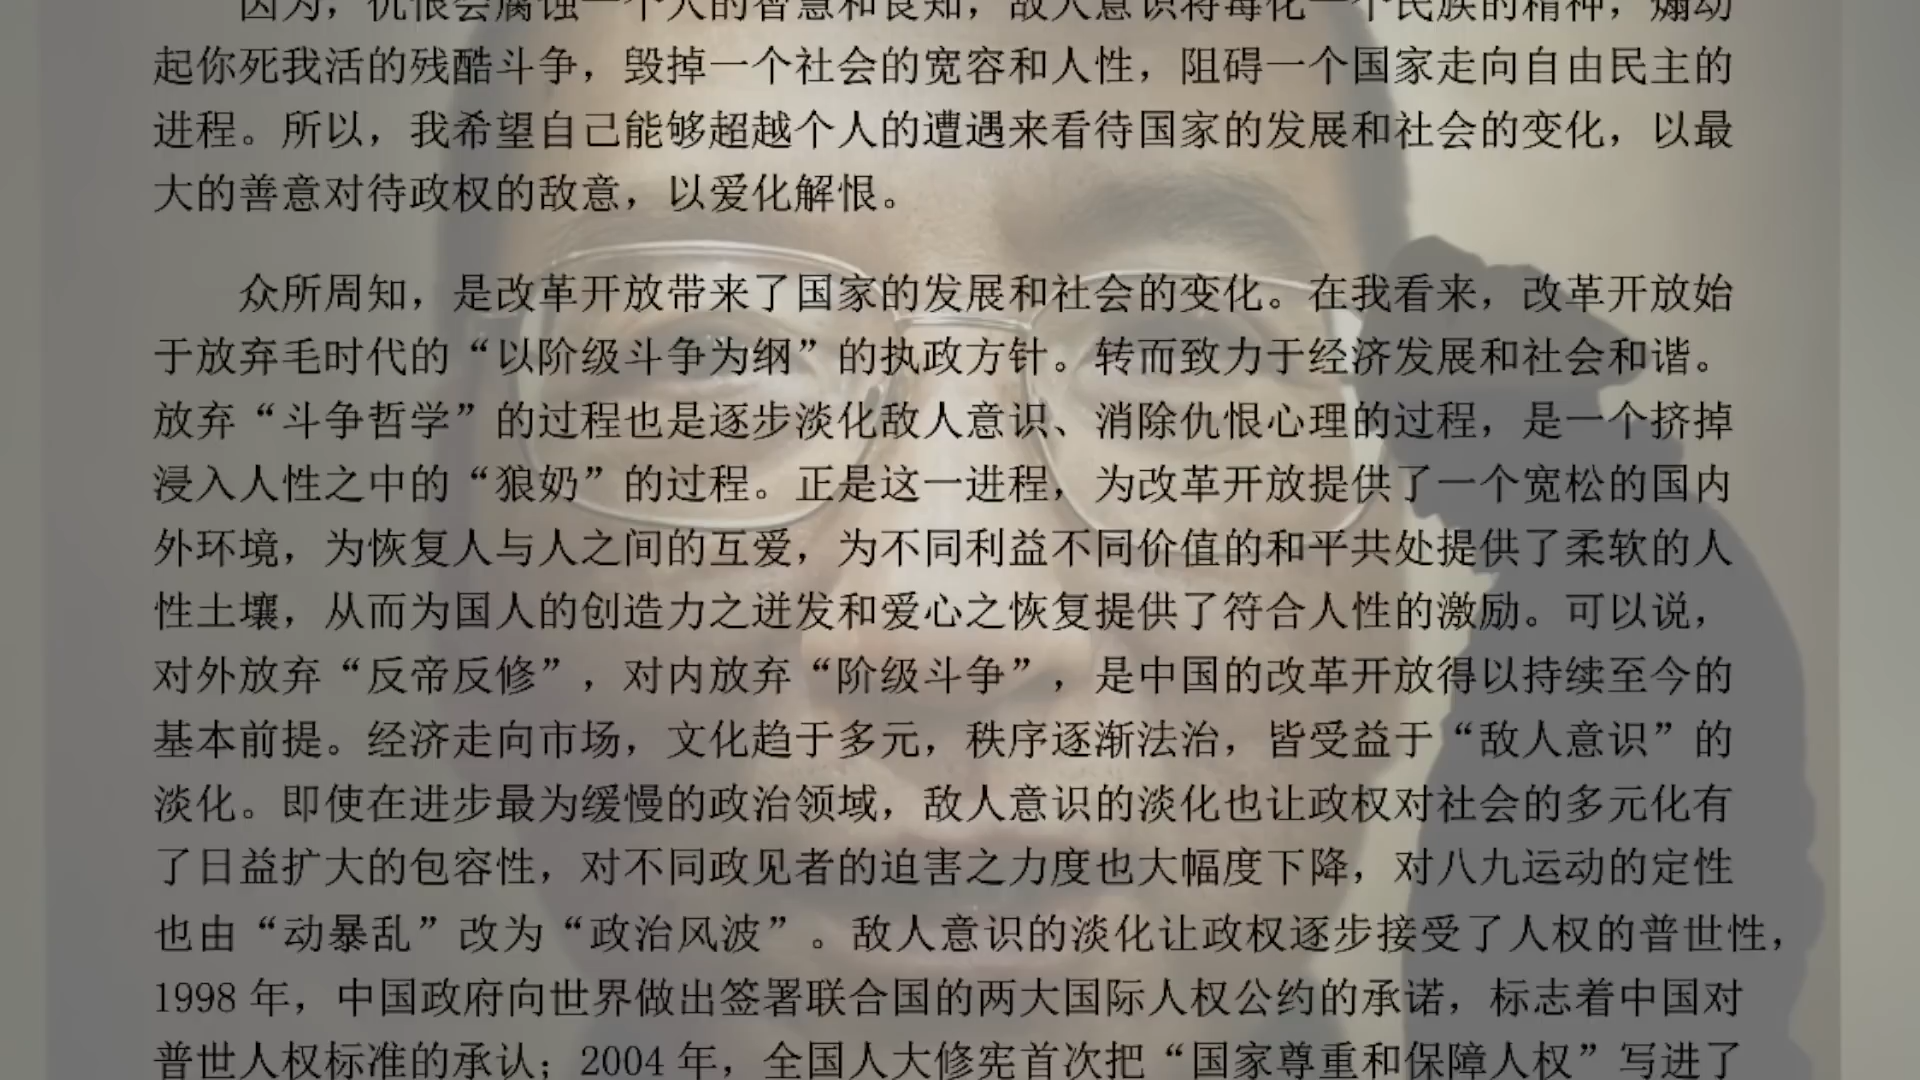 因为，仇恨会腐蚀一个人的智慧和良知，敌人意识将毒化一个民族的精神，煽动
起你死我活的残酷斗争，毁掉一个社会的宽容和人性，阻碍一个国家走向自由民主的
进程。所以，我希望自己能够超越个人的遭遇来看待国家的发展和社会的变化，以最
大的善意对待政权的敌意，以爱化解恨。
众所周知，是改革开放带来了国家的发展和社会的变化。在我看来，改革开放始
于放弃毛时代的“以阶级斗争为纲”的执政方针。转而致力于经济发展和社会和谐。
放弃“斗争哲学”的过程也是逐步淡化敌人意识、消除仇恨心理的过程，是一个挤掉
浸入人性之中的“狼奶”的过程。正是这一进程，为改革开放提供了一个宽松的国内
外环境，为恢复人与人之间的互爱，为不同利益不同价值的和平共处提供了柔软的人
性土壤，从而为国人的创造力之迸发和爱心之恢复提供了符合人性的激励。可以说，
对外放弃“反帝反修”，对内放弃“阶级斗争”，是中国的改革开放得以持续至今的
基本前提。经济走向市场，文化趋于多元，秩序逐渐法治，皆受益于“敌人意识”的
淡化。即使在进步最为缓慢的政治领域，敌人意识的淡化也让政权对社会的多元化有
了日益扩大的包容性，对不同政见者的迫害之力度也大幅度下降，对八九运动的定性
也由“动暴乱”改为“政治风波”。敌人意识的淡化让政权逐步接受了人权的普世性，
1998 年，中国政府向世界做出签署联合国的两大国际人权公约的承诺，标志着中国对
普世人权标准的承认；2004 年，全国人大修宪首次把“国家尊重和保障人权”写进了